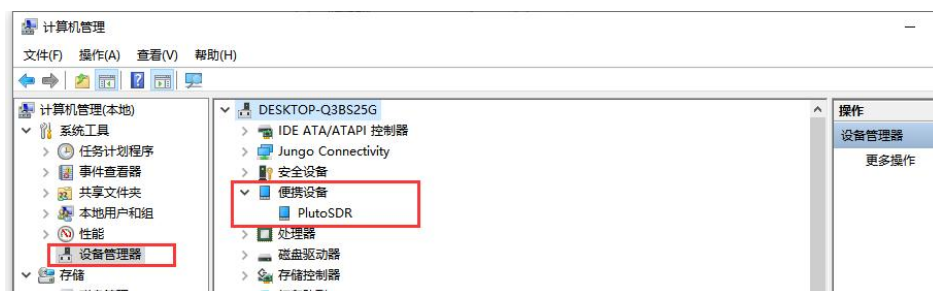 计算机管理
文件(F) 操作(A) 查看(V) 帮助(H)
计算机管理(本地)
系统工具
任务计划程序
事件查看器
共享文件夹
本地用户和组
性能
设备管理器
存储
DESKTOP-Q3BS25G
IDE ATA/ATAPI 控制器
Jungo Connectivity
安全设备
便携设备
PlutoSDR
处理器
磁盘驱动器
存储控制器
操作
设备管理器
更多操作